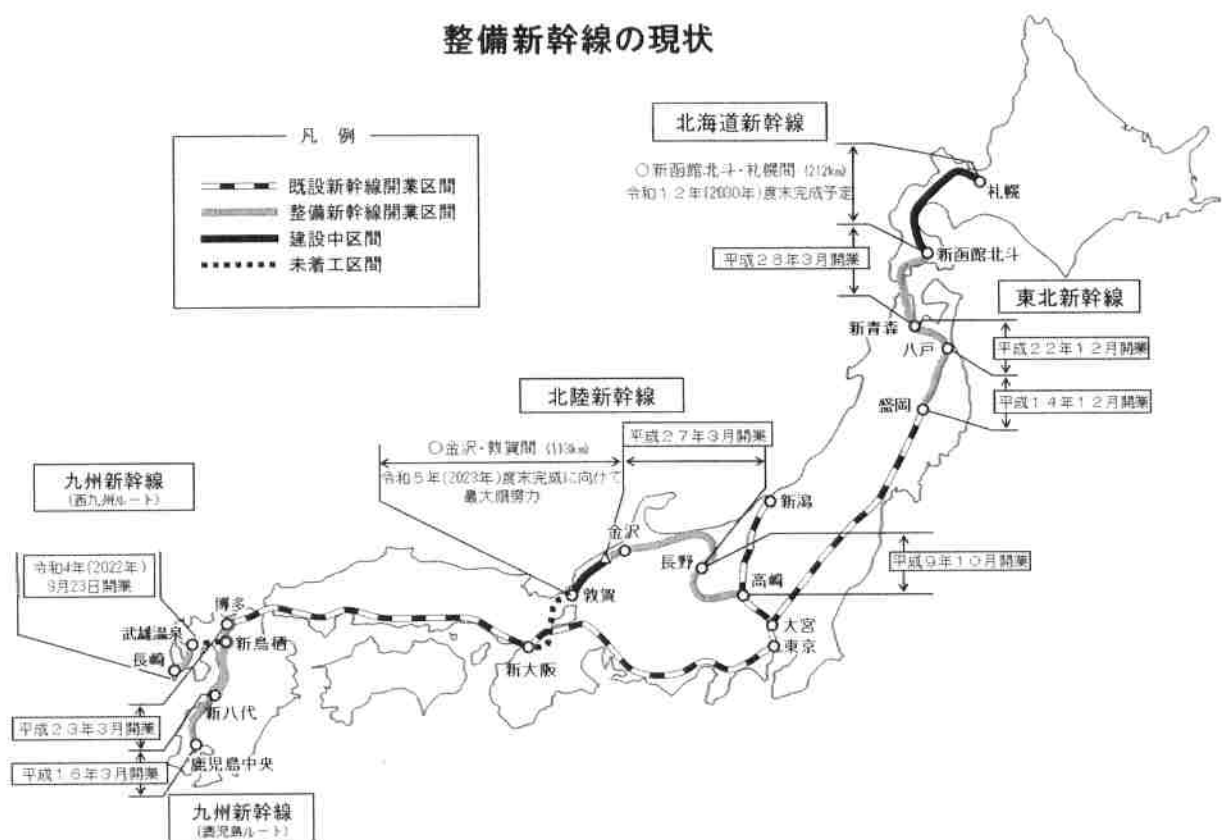 整備新幹線の現状
凡 例
既設新幹線開業区間
整備新幹線開業区間
建設中区間
未着工区間
北海道新幹線
○新函館北斗・札幌間 (212km)
令和12年(2030年)度末完成予定
札幌
平成28年3月開業
新函館北斗
東北新幹線
新青森
八戸
平成22年12月開業
平成14年12月開業
盛岡
北陸新幹線
○金沢・敦賀間 (113km)
平成27年3月開業
令和5年(2023年)度末完成に向けて
最大限努力
新潟
金沢
長野
平成9年10月開業
高崎
敦賀
大宮
東京
新大阪
九州新幹線
(西九州ルート)
令和4年(2022年)
9月23日開業
博多
武雄温泉
新鳥栖
長崎
新八代
平成23年3月開業
鹿児島中央
平成16年3月開業
九州新幹線
(鹿児島ルート)